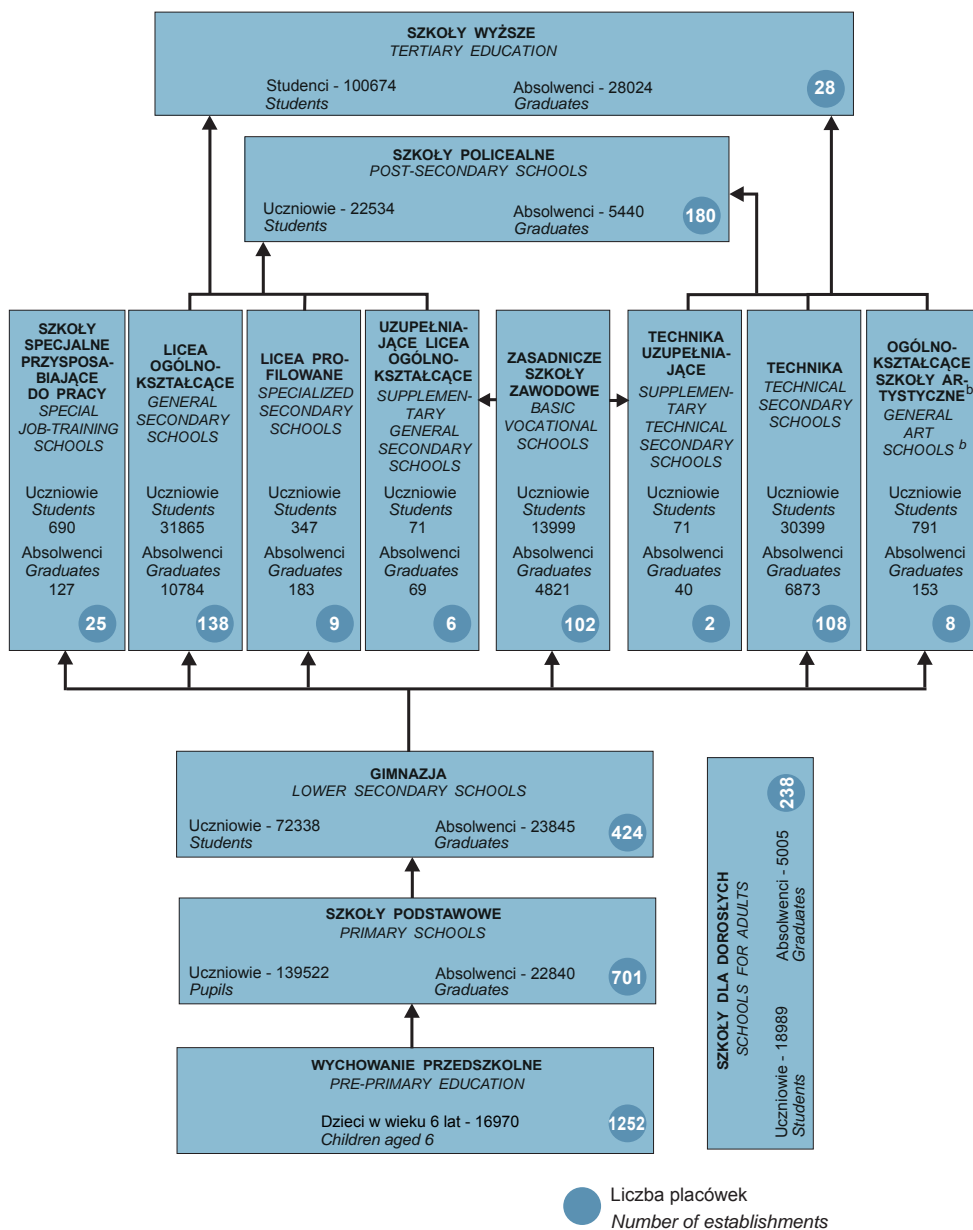 SZKOŁY WYŻSZE
TERTIARY EDUCATION
Studenci - 100674
Students
Absolwenci - 28024
Graduates
28
SZKOŁY POLICEALNE
POST-SECONDARY SCHOOLS
Uczniowie - 22534
Students
Absolwenci - 5440
Graduates
180
SZKOŁY
SPECJALNE
PRZYSPOSA-
BIAJĄCE
DO PRACY
SPECIAL
JOB-TRAINING
SCHOOLS
Uczniowie
Students
690
Absolwenci
Graduates
127
25
LICEA
OGÓLNO-
KSZTAŁCĄCE
GENERAL
SECONDARY
SCHOOLS
Uczniowie
Students
31865
Absolwenci
Graduates
10784
138
LICEA PRO-
FILOWANE
SPECIALIZED
SECONDARY
SCHOOLS
Uczniowie
Students
347
Absolwenci
Graduates
183
9
UZUPEŁNIA-
JĄCE LICEA
OGÓLNO-
KSZTAŁCĄCE
SUPPLEMEN-
TARY
GENERAL
SECONDARY
SCHOOLS
Uczniowie
Students
71
Absolwenci
Graduates
69
6
ZASADNICZE
SZKOŁY
ZAWODOWE
BASIC
VOCATIONAL
SCHOOLS
Uczniowie
Students
13999
Absolwenci
Graduates
4821
102
TECHNIKA
UZUPEŁNIA-
JĄCE
SUPPLEMEN-
TARY
TECHNICAL
SECONDARY
SCHOOLS
Uczniowie
Students
71
Absolwenci
Graduates
40
2
TECHNIKA
TECHNICAL
SECONDARY
SCHOOLS
Uczniowie
Students
30399
Absolwenci
Graduates
6873
108
OGÓLNO-
KSZTAŁCĄCE
SZKOŁY AR-
TYSTYCZNE b
GENERAL
ART
SCHOOLS b
Uczniowie
Students
791
Absolwenci
Graduates
153
8
GIMNAZJA
LOWER SECONDARY SCHOOLS
Uczniowie - 72338
Students
Absolwenci - 23845
Graduates
424
SZKOŁY PODSTAWOWE
PRIMARY SCHOOLS
Uczniowie - 139522
Pupils
Absolwenci - 22840
Graduates
701
WYCHOWANIE PRZEDSZKOLNE
PRE-PRIMARY EDUCATION
Dzieci w wieku 6 lat - 16970
Children aged 6
1252
SZKOŁY DLA DOROSŁYCH
SCHOOLS FOR ADULTS
Uczniowie - 18989
Students
Absolwenci - 5005
Graduates
238
Liczba placówek
Number of establishments